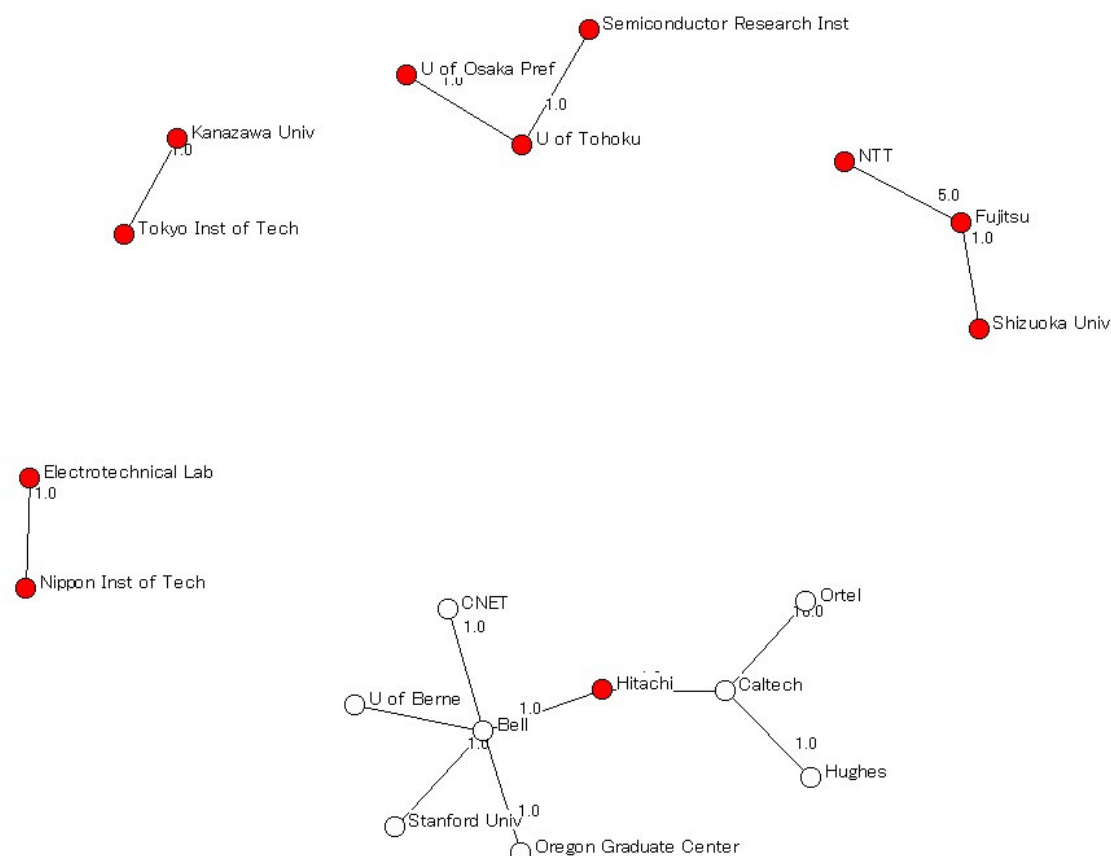 Semiconductor Research Inst
U of Osaka Pref
1.0
1.0
Kanazawa Univ
1.0
U of Tohoku
NTT
5.0
Fujitsu
1.0
Tokyo Inst of Tech
Shizuoka Univ
Electrotechnical Lab
1.0
Nippon Inst of Tech
CNET
1.0
Ortel
Hitachi
Caltech
U of Berne
1.0
Bell
1.0
1.0
Hughes
Stanford Univ
1.0
Oregon Graduate Center